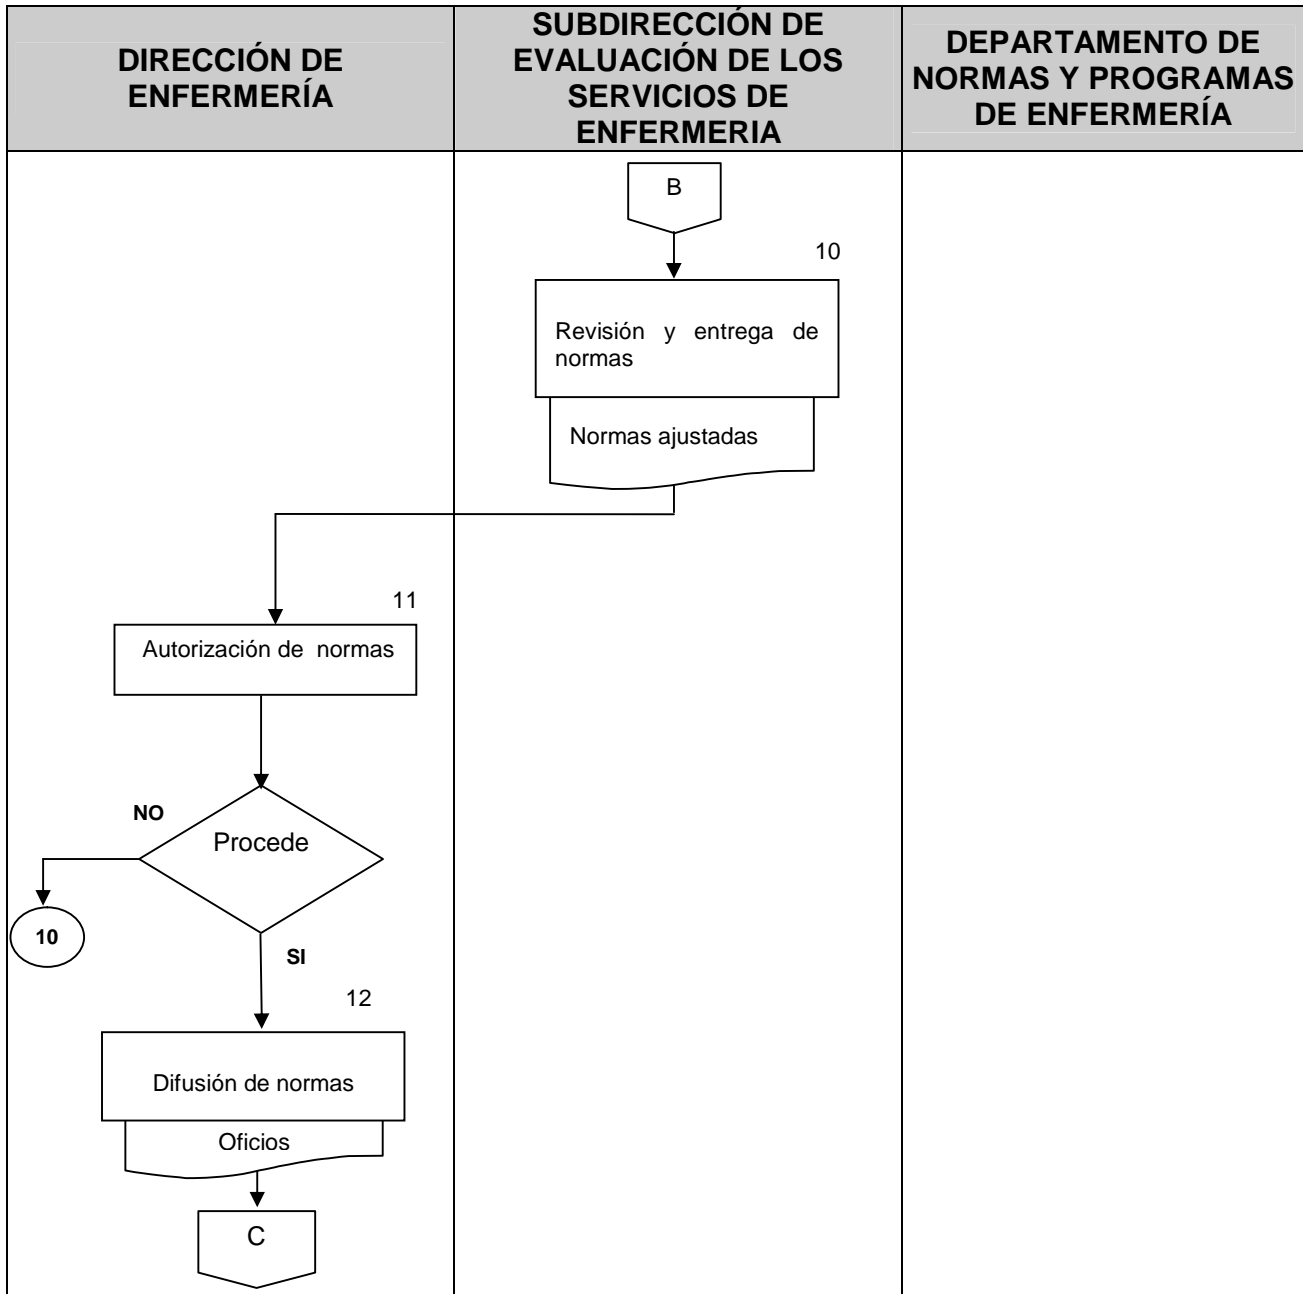 DIRECCIÓN DE
ENFERMERÍA
SUBDIRECCIÓN DE
EVALUACIÓN DE LOS
SERVICIOS DE
ENFERMERIA
DEPARTAMENTO DE
NORMAS Y PROGRAMAS
DE ENFERMERÍA
B
10
Revisión y entrega de
normas
Normas ajustadas
11
Autorización de normas
NO
Procede
10
SI
12
Difusión de normas
Oficios
C